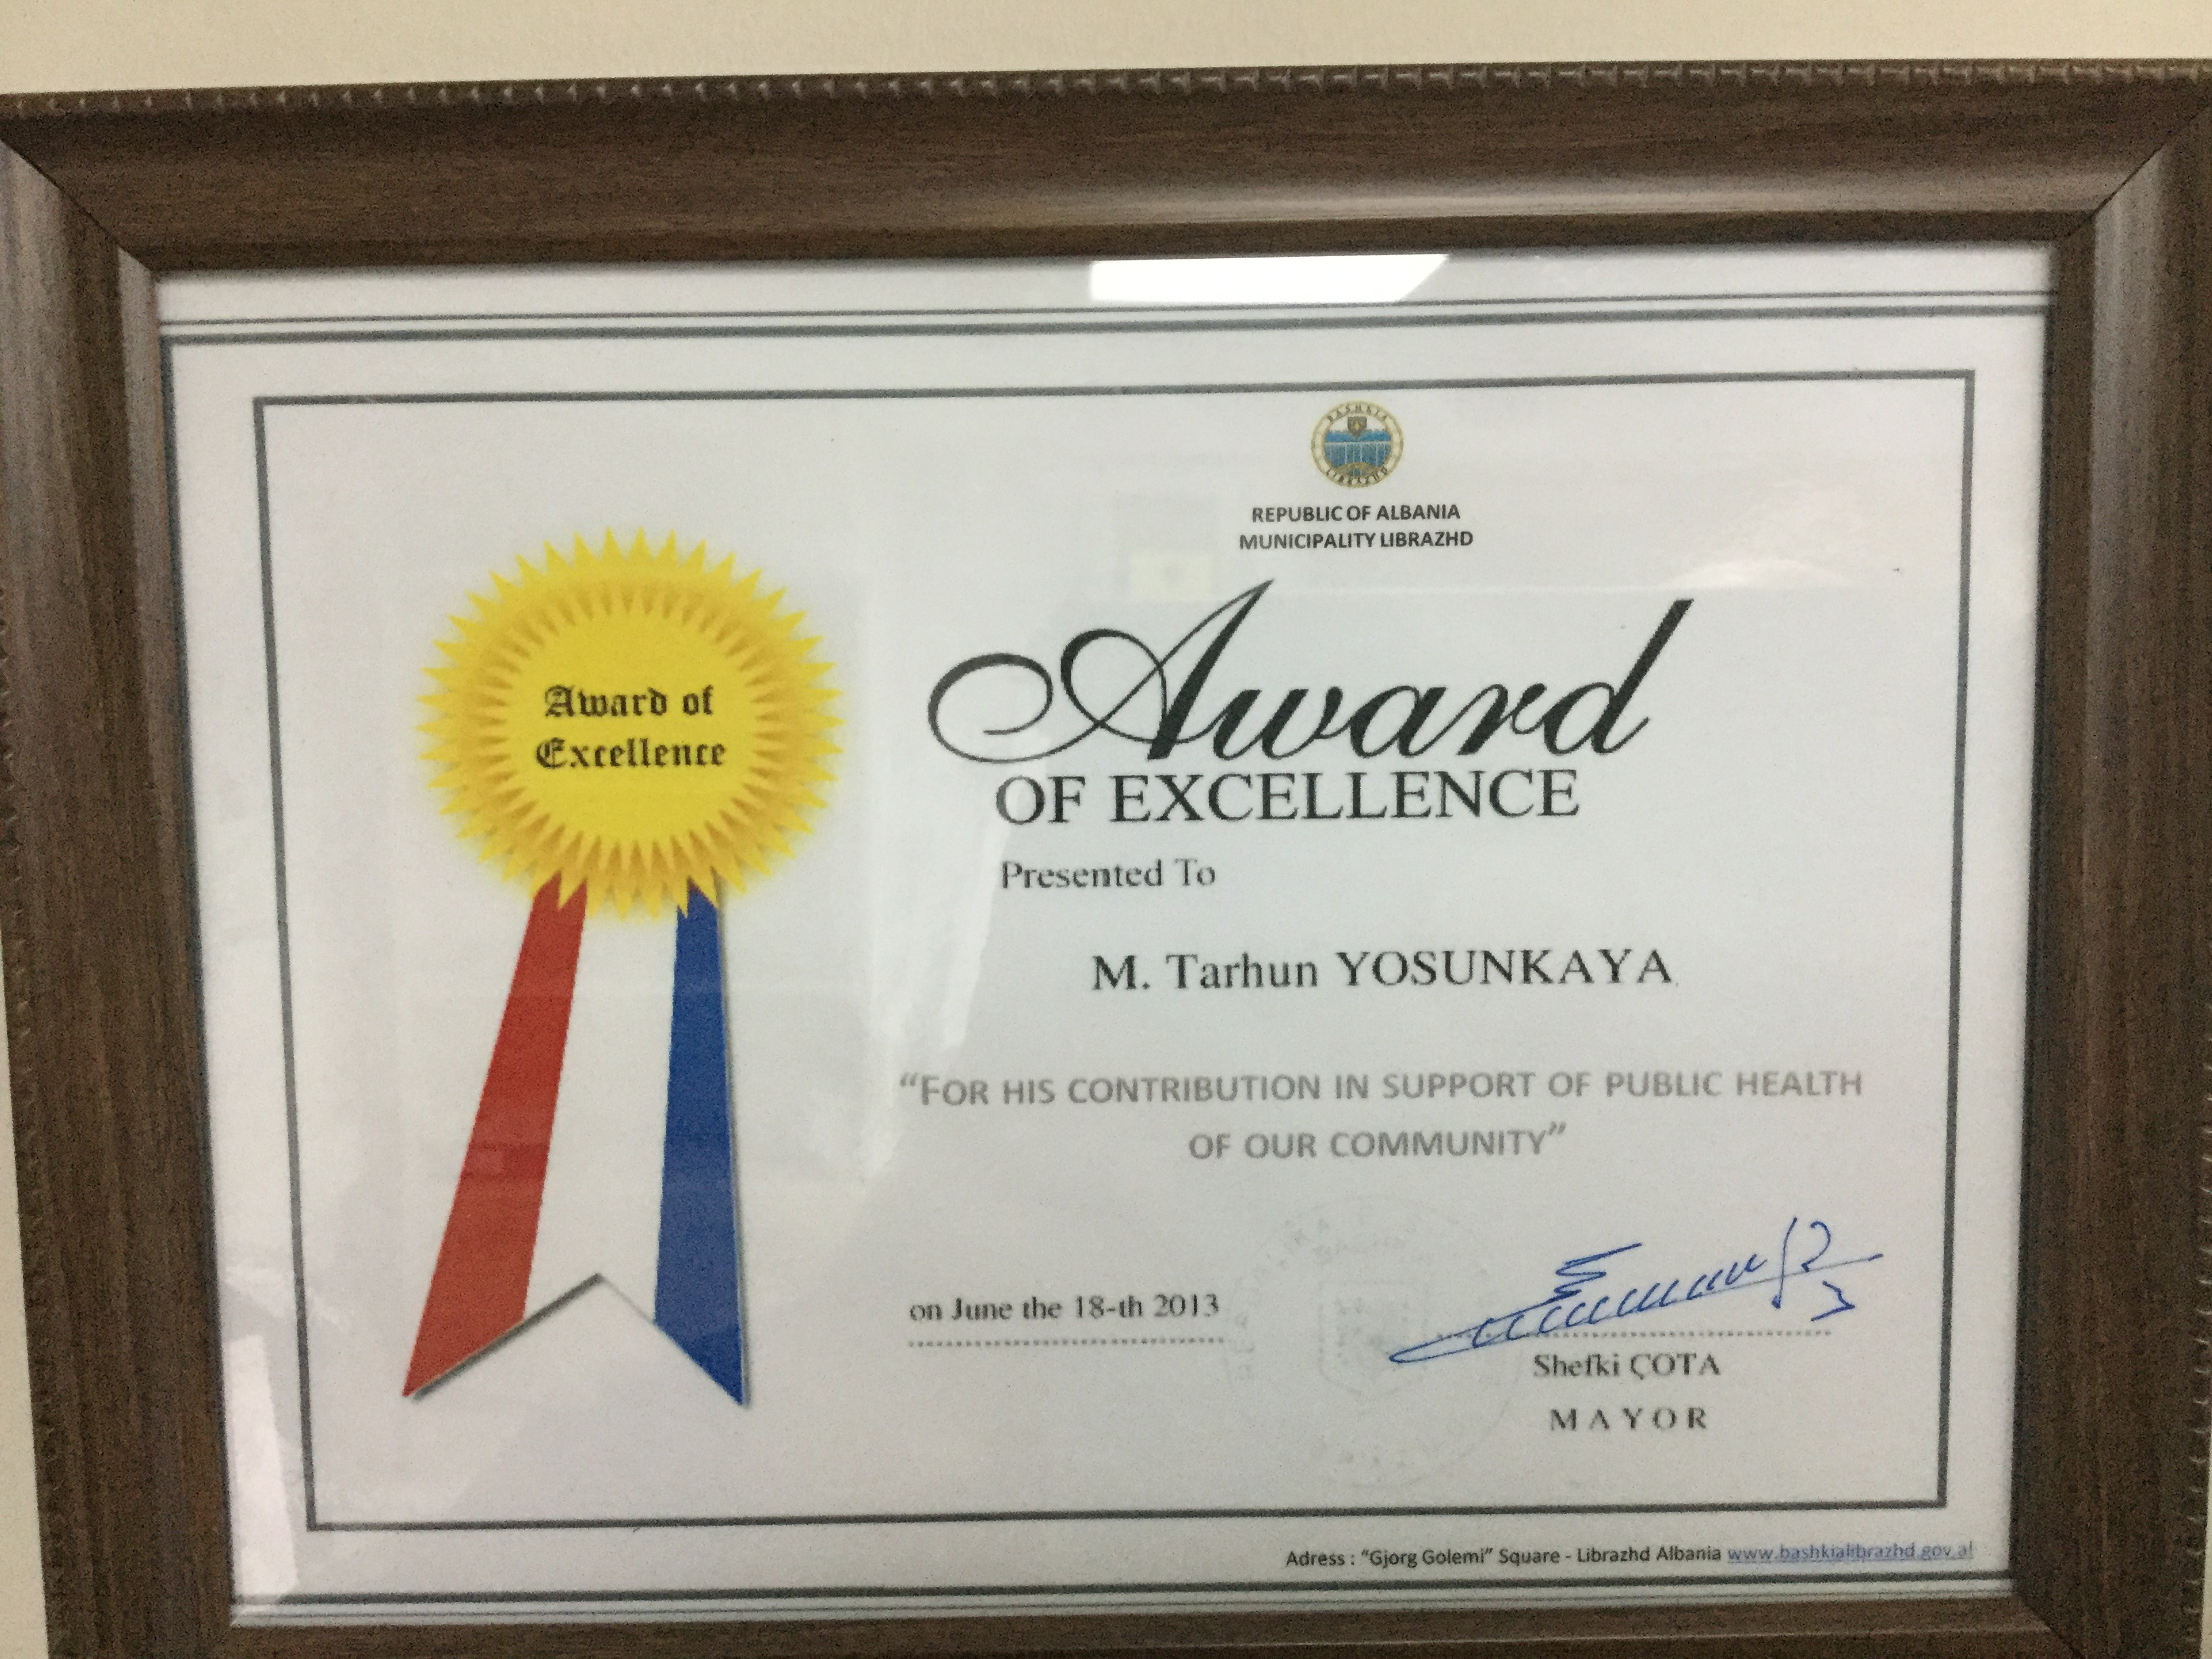 BASHKIA
LIBRAZHD
REPUBLIC OF ALBANIA
MUNICIPALITY LIBRAZHD
Award of
Excellence
Award
OF EXCELLENCE
Presented To
M. Tarhun YOSUNKAYA
“FOR HIS CONTRIBUTION IN SUPPORT OF PUBLIC HEALTH
OF OUR COMMUNITY”
on June the 18-th 2013
Shefki ÇOTA
MAYOR
Adress : “Gjorg Golemi” Square - Librazhd Albania www.bashkialibrazhd.gov.al